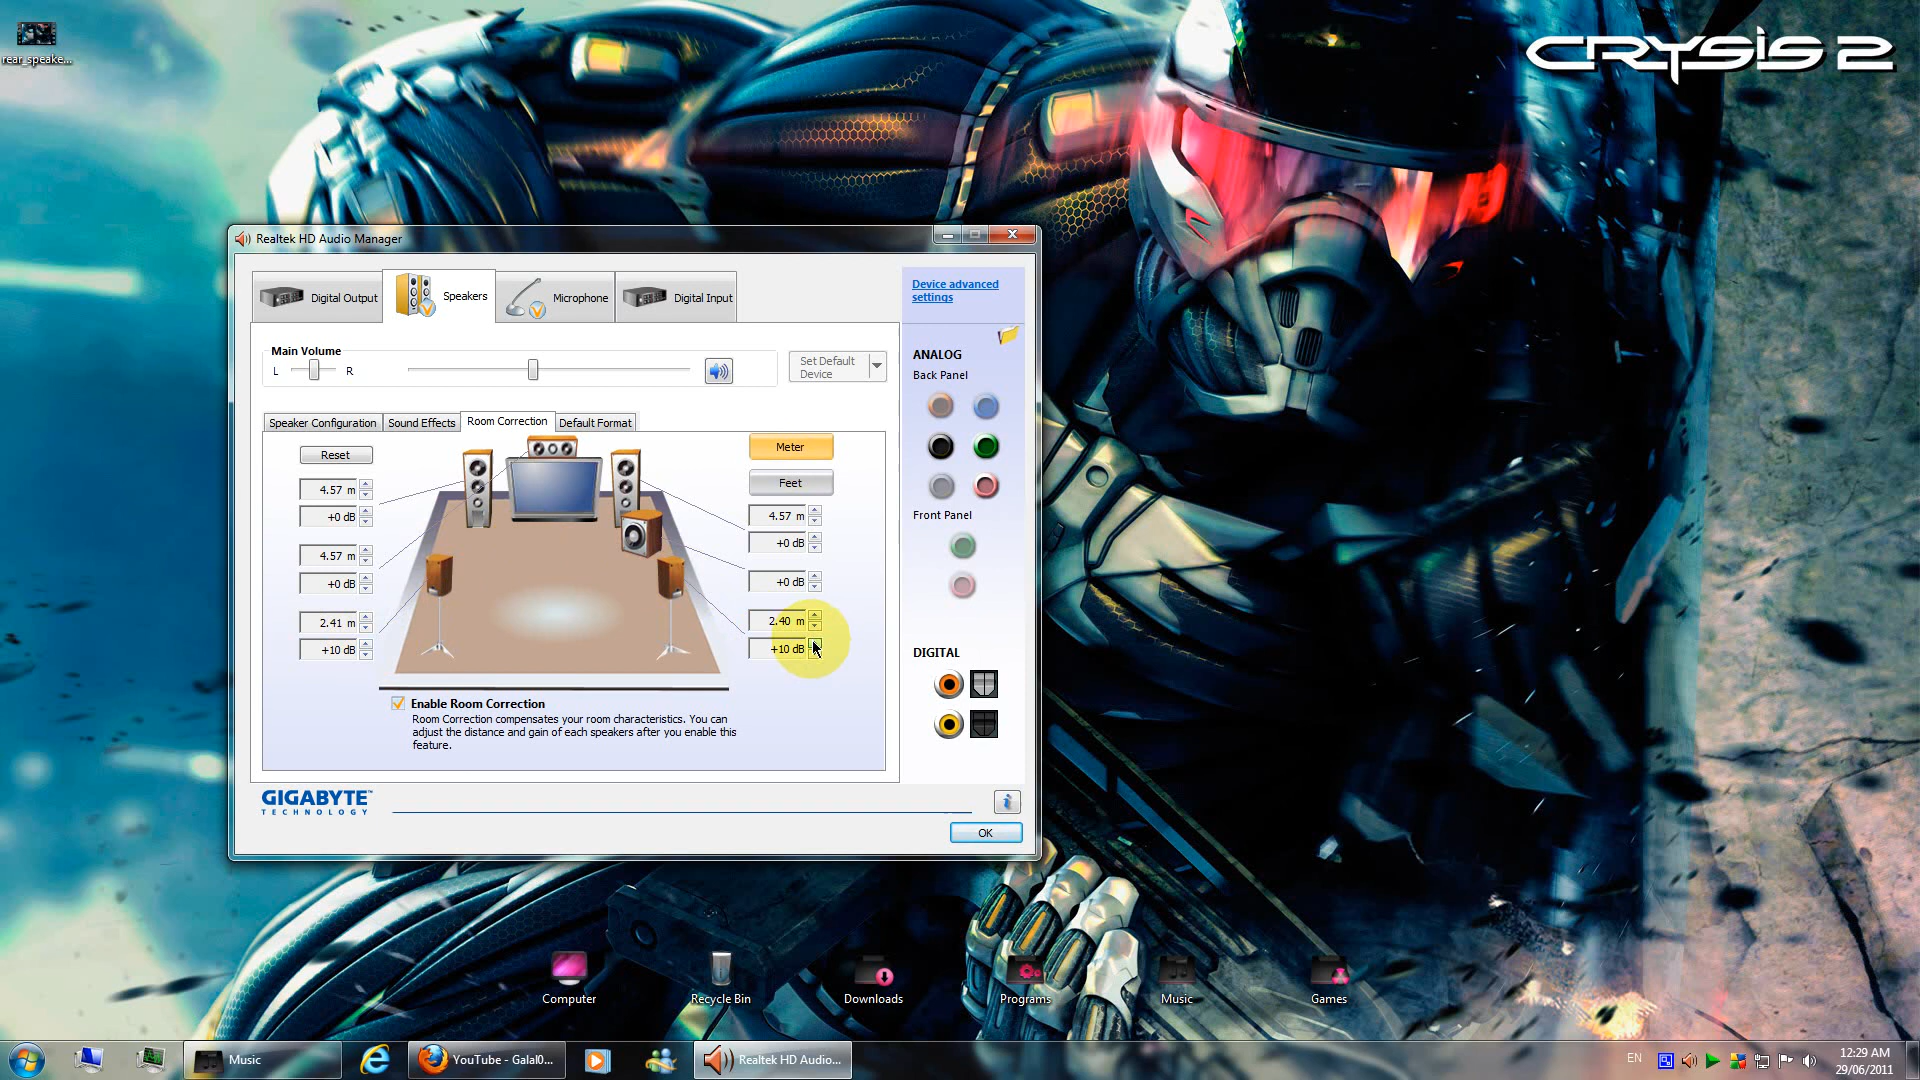 rear_speake...
CRYSIS 2
Realtek HD Audio Manager
Digital Output
Speakers
Microphone
Digital Input
Device advanced
settings
Main Volume
L
R
Set Default
Device
ANALOG
Back Panel
Speaker Configuration
Sound Effects
Room Correction
Default Format
Reset
Meter
Feet
4.57 m
+0 dB
4.57 m
+0 dB
2.41 m
+10 dB
4.57 m
+0 dB
+0 dB
2.40 m
+10 dB
Front Panel
DIGITAL
Enable Room Correction
Room Correction compensates your room characteristics. You can
adjust the distance and gain of each speakers after you enable this
feature.
GIGABYTE™
TECHNOLOGY
i
OK
Computer
Recycle Bin
Downloads
Programs
Music
Games
Music
YouTube - Galal0...
Realtek HD Audio...
EN
12:29 AM
29/06/2011